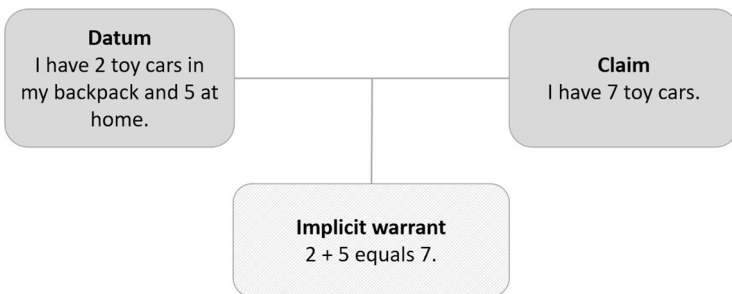 Datum
I have 2 toy cars in
my backpack and 5 at
home.
Claim
I have 7 toy cars.
Implicit warrant
2 + 5 equals 7.